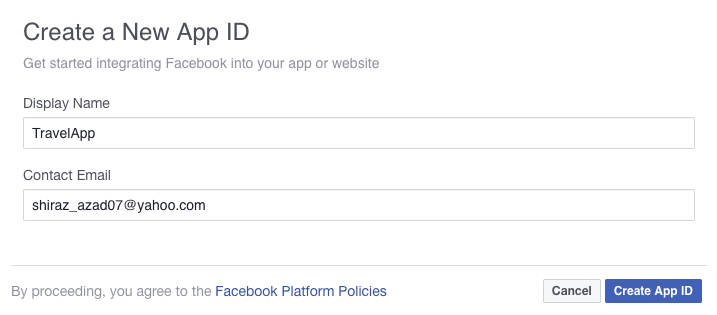 Create a New App ID
Get started integrating Facebook into your app or website
Display Name
TravelApp
Contact Email
shiraz_azad07@yahoo.com
By proceeding, you agree to the Facebook Platform Policies
Cancel
Create App ID